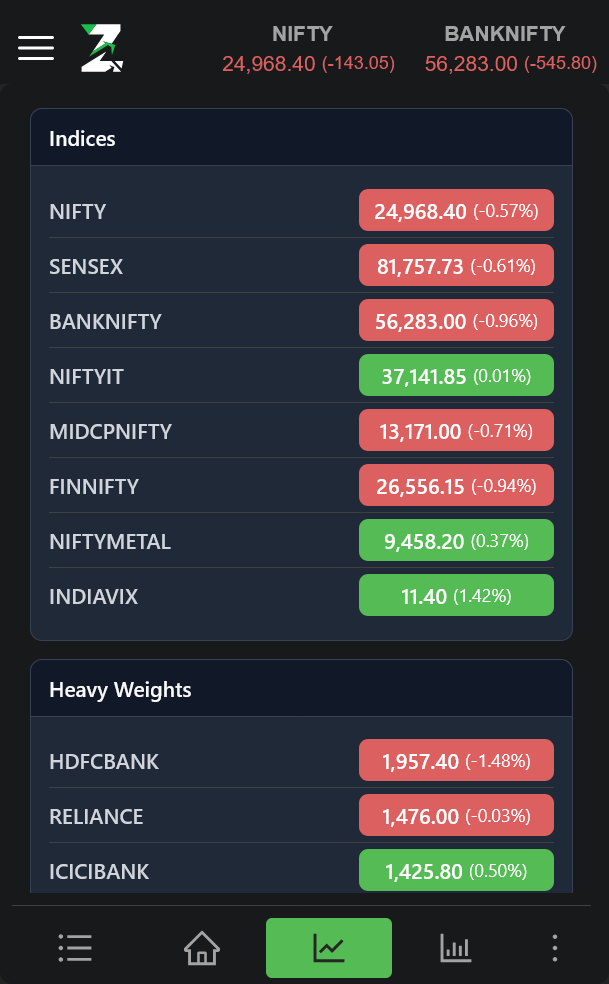 NIFTY BANKNIFTY
24,968.40 (-143.05) 56,283.00 (-545.80)
Indices
NIFTY 24,968.40 (-0.57%)
SENSEX 81,757.73 (-0.61%)
BANKNIFTY 56,283.00 (-0.96%)
NIFTYIT 37,141.85 (0.01%)
MIDCPNIFTY 13,171.00 (-0.71%)
FINNIFTY 26,556.15 (-0.94%)
NIFTYMETAL 9,458.20 (0.37%)
INDIAVIX 11.40 (1.42%)
Heavy Weights
HDFCBANK 1,957.40 (-1.48%)
RELIANCE 1,476.00 (-0.03%)
ICICIBANK 1,425.80 (0.50%)